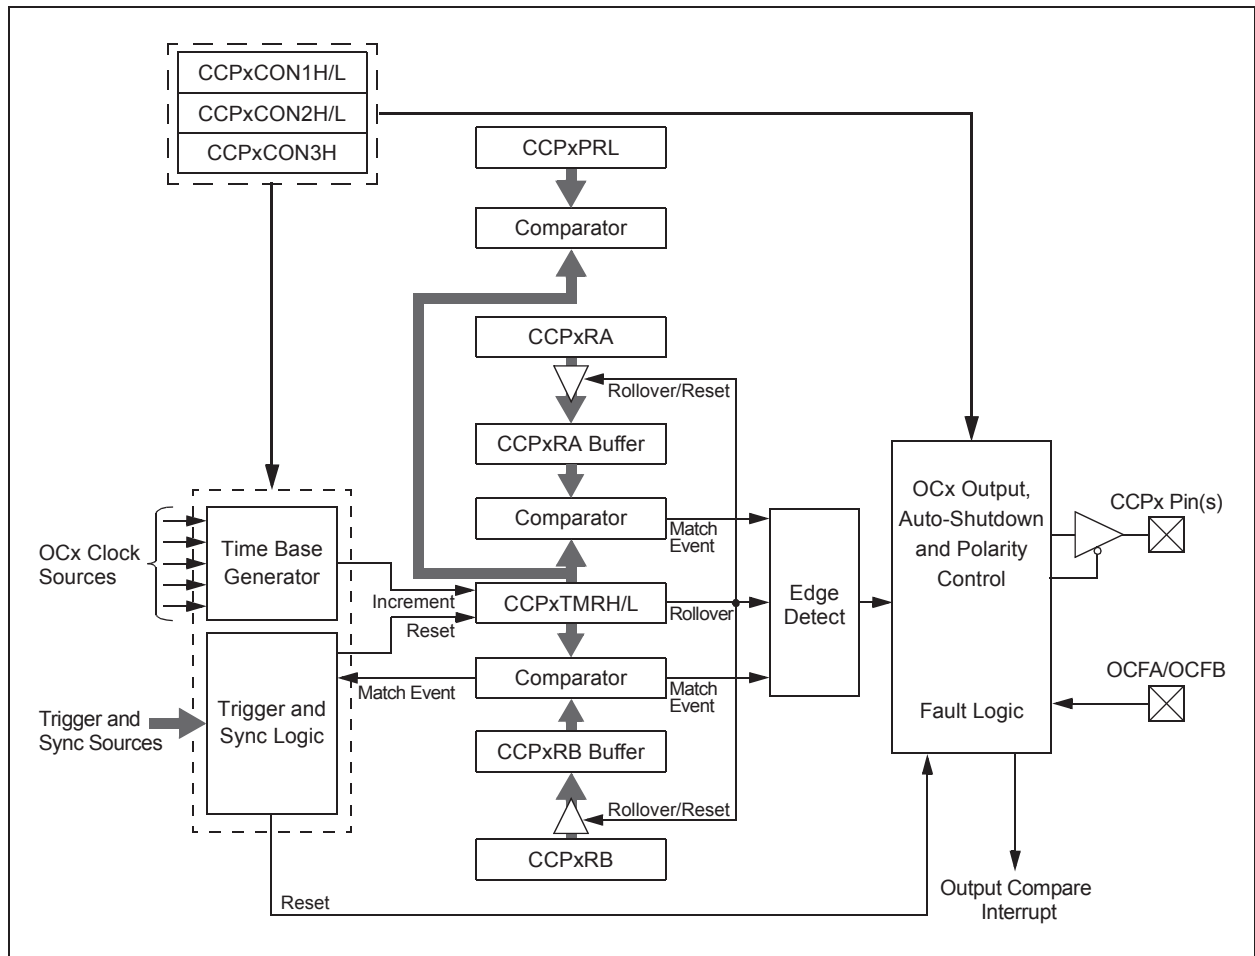 CCPxCON1H/L
CCPxCON2H/L
CCPxCON3H
CCPxPRL
Comparator
CCPxRA
Rollover/Reset
CCPxRA Buffer
Comparator
Match
Event
OCx Clock
Sources
Time Base
Generator
Increment
Reset
CCPxTMRH/L
Rollover
Edge
Detect
OCx Output,
Auto-Shutdown
and Polarity
Control
Fault Logic
CCPx Pin(s)
OCFA/OCFB
Trigger and
Sync Sources
Trigger and
Sync Logic
Match Event
Comparator
Match
Event
CCPxRB Buffer
Rollover/Reset
CCPxRB
Reset
Output Compare
Interrupt